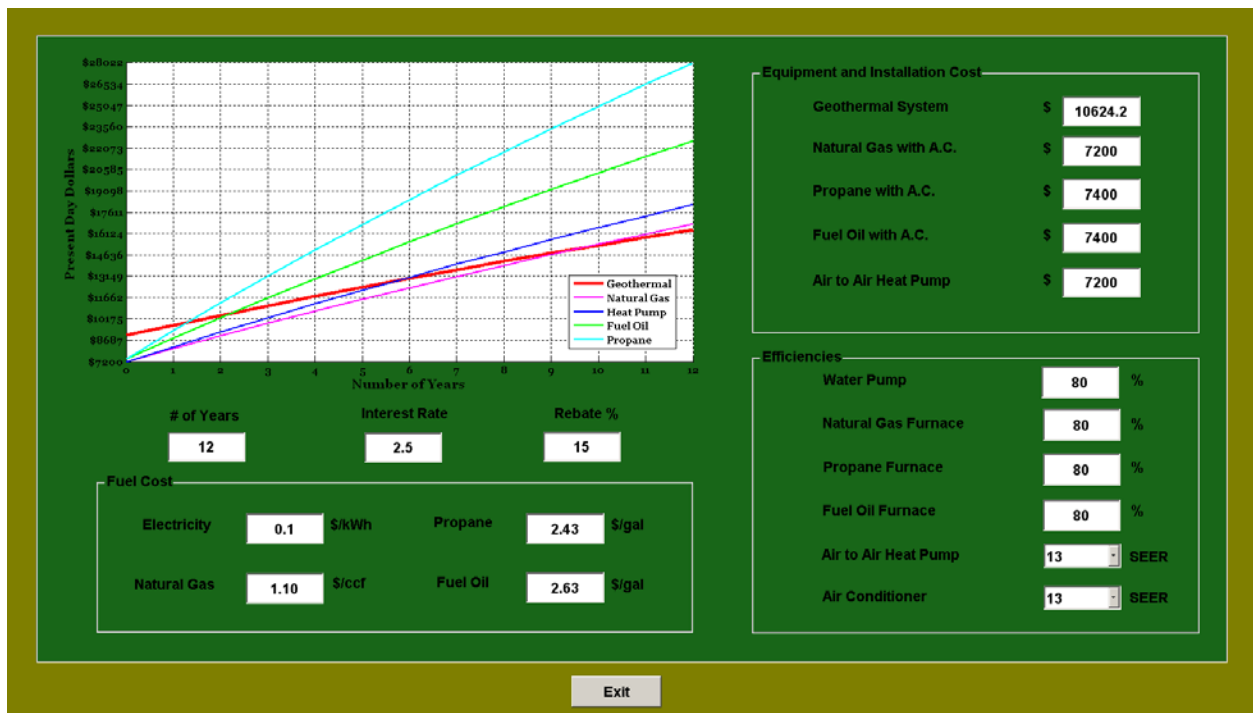 $28022
$26534
$25047
$23560
$22073
$20585
$19098
$17611
$16124
$14636
$13149
$11662
$10175
$8687
$7200
Present Day Dollars
0 1 2 3 4 5 6 7 8 9 10 11 12
Number of Years
Geothermal
Natural Gas
Heat Pump
Fuel Oil
Propane
# of Years Interest Rate Rebate %
12 2.5 15
Fuel Cost
Electricity 0.1 $/kWh Propane 2.43 $/gal
Natural Gas 1.10 $/ccf Fuel Oil 2.63 $/gal
Equipment and Installation Cost
Geothermal System $ 10624.2
Natural Gas with A.C. $ 7200
Propane with A.C. $ 7400
Fuel Oil with A.C. $ 7400
Air to Air Heat Pump $ 7200
Efficiencies
Water Pump 80 %
Natural Gas Furnace 80 %
Propane Furnace 80 %
Fuel Oil Furnace 80 %
Air to Air Heat Pump 13 SEER
Air Conditioner 13 SEER
Exit